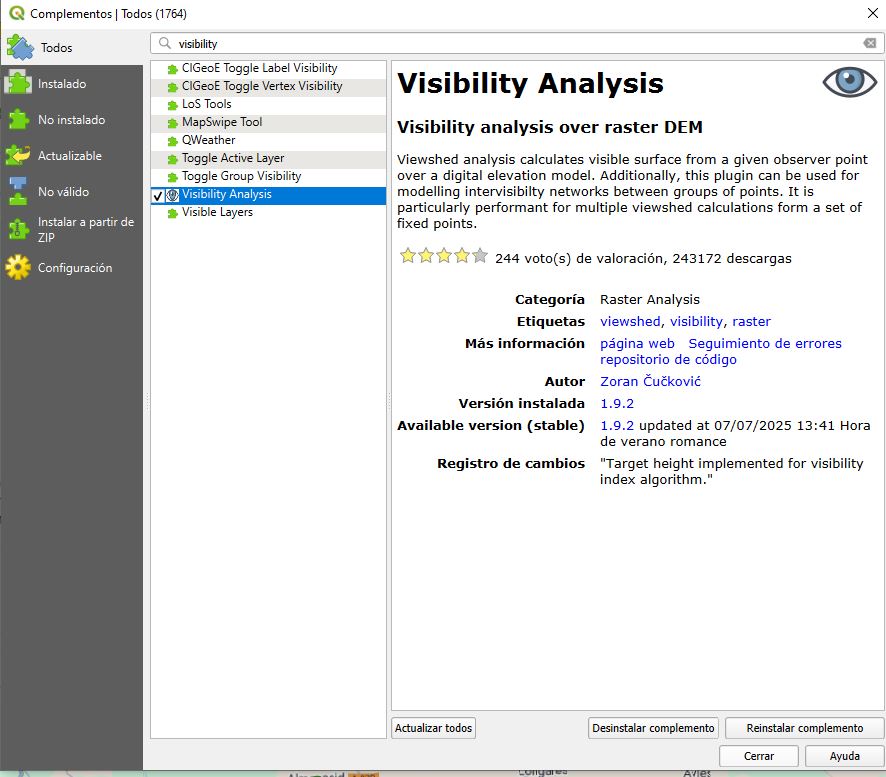 Complementos | Todos (1764)
Todos
visibility
Instalado
No instalado
Actualizable
No válido
Instalar a partir de
ZIP
Configuración
CIGeoE Toggle Label Visibility
CIGeoE Toggle Vertex Visibility
LoS Tools
MapSwipe Tool
QWeather
Toggle Active Layer
Toggle Group Visibility
Visibility Analysis
Visible Layers
Visibility Analysis
Visibility analysis over raster DEM
Viewshed analysis calculates visible surface from a given observer point
over a digital elevation model. Additionally, this plugin can be used for
modelling intervisibilty networks between groups of points. It is
particularly performant for multiple viewshed calculations form a set of
fixed points.
244 voto(s) de valoración, 243172 descargas
Categoría Raster Analysis
Etiquetas viewshed, visibility, raster
Más información página web Seguimiento de errores
repositorio de código
Autor Zoran Čučković
Versión instalada 1.9.2
Available version (stable) 1.9.2 updated at 07/07/2025 13:41 Hora
de verano romance
Registro de cambios "Target height implemented for visibility
index algorithm."
Actualizar todos Desinstalar complemento Reinstalar complemento
Cerrar Ayuda